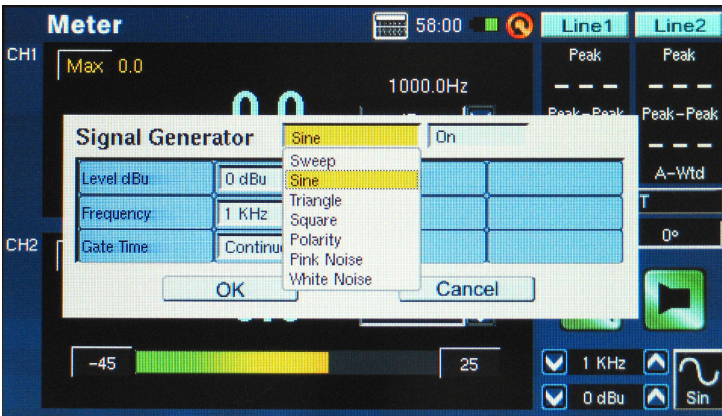 Meter
58:00
Line1
Line2
CH1
Max 0.0
1000.0Hz
Peak
Peak
Peak-Peak
Peak-Peak
Signal Generator
Sine
On
Sweep
Sine
Triangle
Square
Polarity
Pink Noise
White Noise
Level dBu
0 dBu
Frequency
1 KHz
Gate Time
Continu
OK
Cancel
A-Wtd
T
0°
CH2
-45
25
1 KHz
0 dBu
Sin